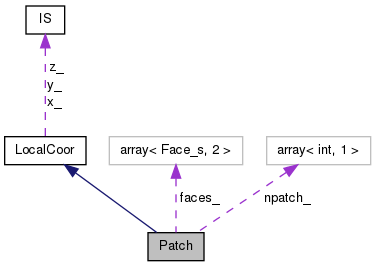 IS
z_
y_
x_
LocalCoor
array< Face_s, 2 >
array< int, 1 >
faces_
npatch_
Patch